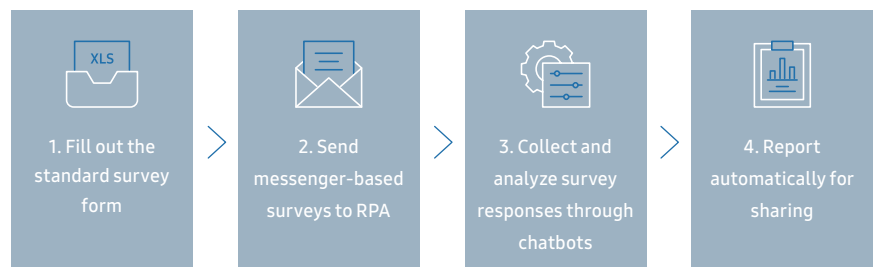 XLS
1. Fill out the
standard survey
form
2. Send
messenger-based
surveys to RPA
3. Collect and
analyze survey
responses through
chatbots
4. Report
automatically for
sharing